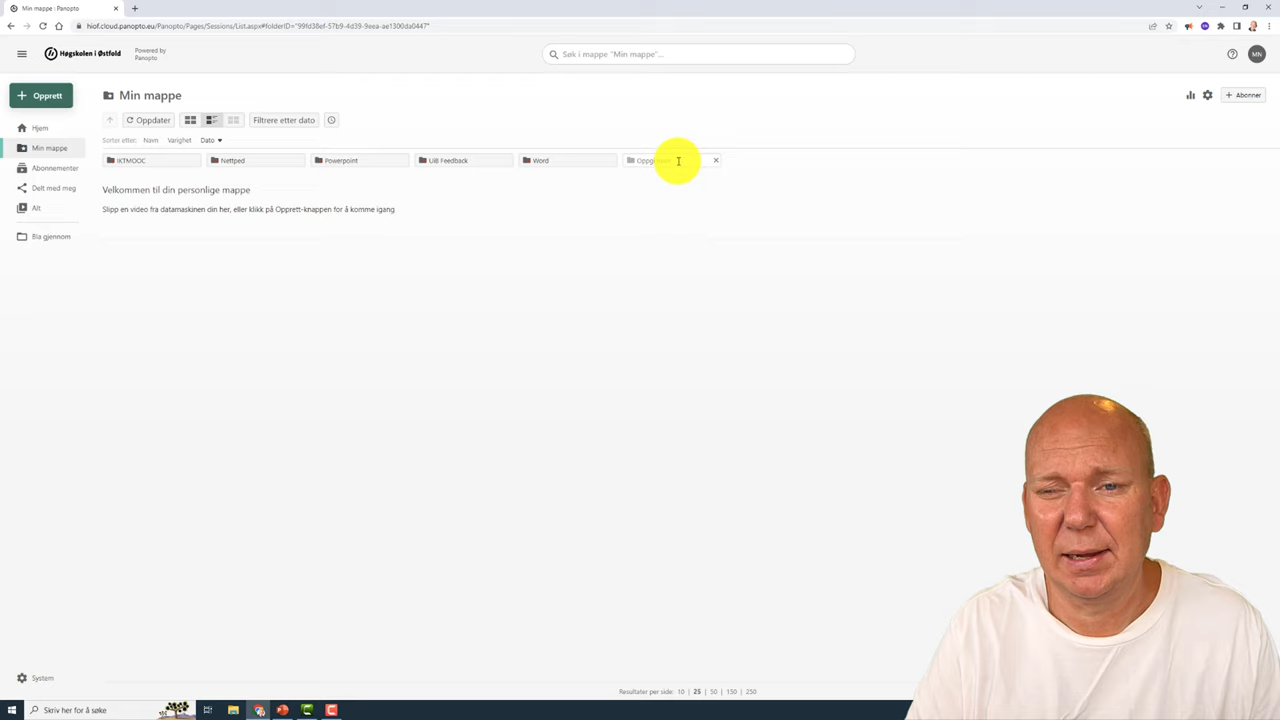 Min mappe : Panopto
hiof.cloud.panopto.eu/Panopto/Pages/Sessions/List.aspx#folderID="99fd38ef-57b9-4d39-9eea-ae1300da0447"
Høgskolen i Østfold
Powered by
Panopto
Søk i mappe "Min mappe"...
MN
+ Opprett
Min mappe
+ Abonner
Oppdater
Filtrere etter dato
Sorter etter: Navn Varighet Dato
IKTMOOC
Nettped
Powerpoint
UiB Feedback
Word
Velkommen til din personlige mappe
Slipp en video fra datamaskinen din her, eller klikk på Opprett-knappen for å komme igang
Hjem
Min mappe
Abonnementer
Delt med meg
Alt
Bla gjennom
System
Resultater per side: 10 | 25 | 50 | 150 | 250
Skriv her for å søke